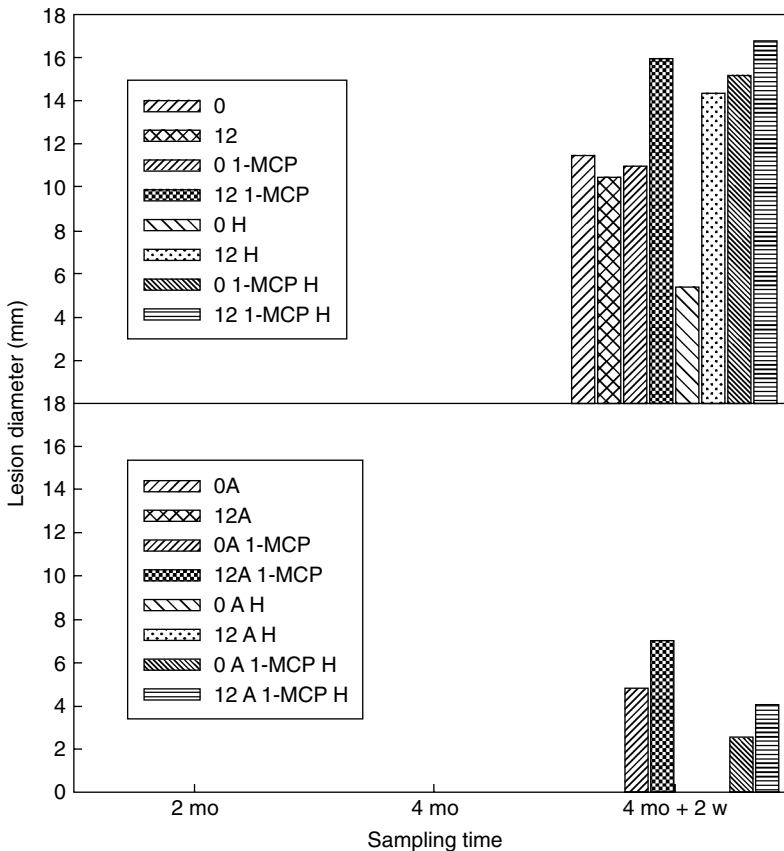 18
16
14
12
10
8
6
4
2
0
12
0 1-MCP
12 1-MCP
0 H
12 H
0 1-MCP H
12 1-MCP H
Lesion diameter (mm)
18
16
14
12
10
8
6
4
2
0
0A
12A
0A 1-MCP
12A 1-MCP
0 A H
12 A H
0 A 1-MCP H
12 A 1-MCP H
2 mo
4 mo
4 mo + 2 w
Sampling time